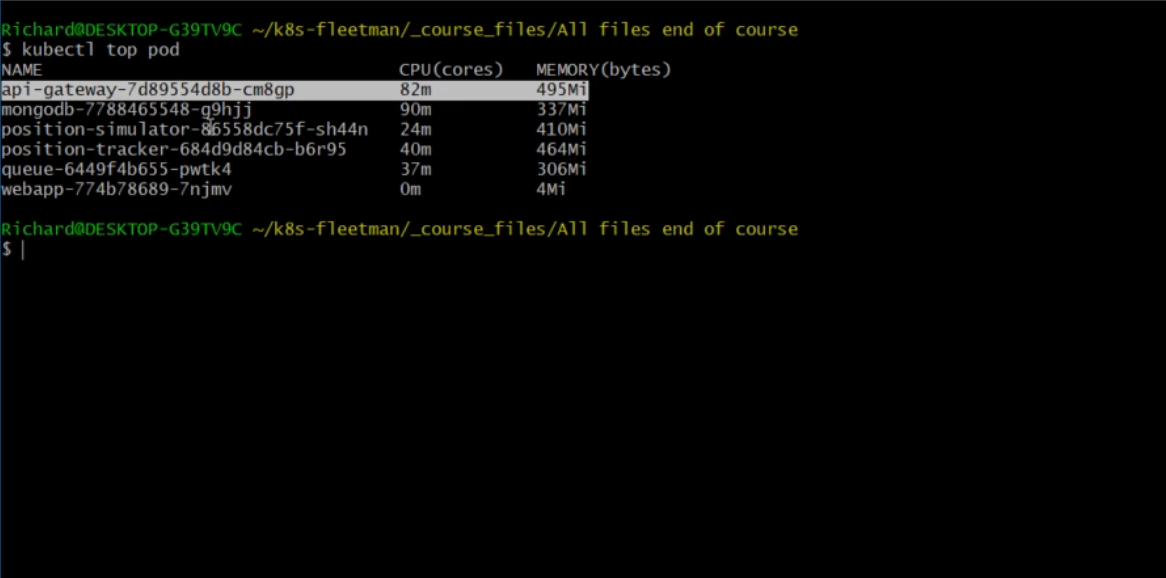 Richard@DESKTOP-G39TV9C ~/k8s-fleetman/_course_files/All files end of course
$ kubectl top pod
NAME CPU(cores) MEMORY(bytes)
api-gateway-7d89554d8b-cm8gp 82m 495Mi
mongodb-7788465548-g9hjj 90m 337Mi
position-simulator-86558dc75f-sh44n 24m 410Mi
position-tracker-684d9d84cb-b6r95 40m 464Mi
queue-6449f4b655-pwtk4 37m 306Mi
webapp-774b78689-7njmv 0m 4Mi
Richard@DESKTOP-G39TV9C ~/k8s-fleetman/_course_files/All files end of course
$